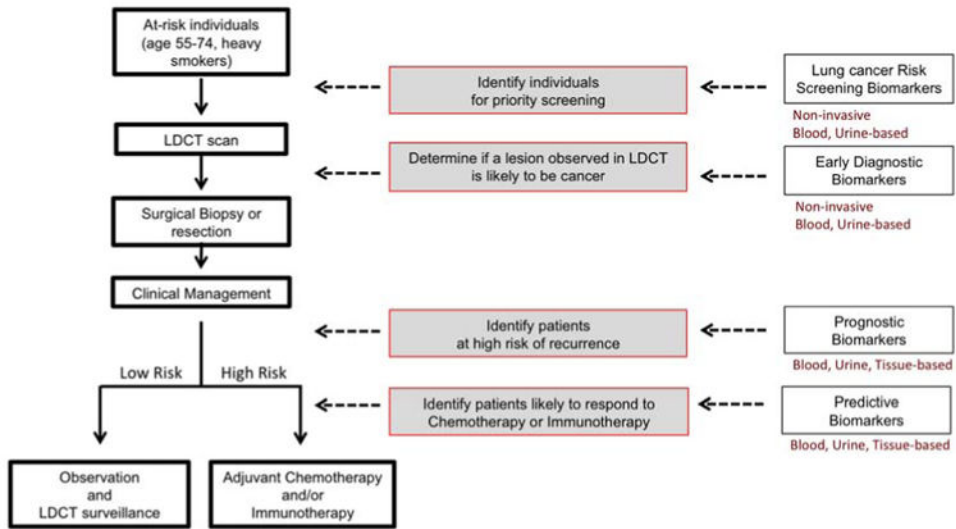 At-risk individuals
(age 55-74, heavy
smokers)
Identify individuals
for priority screening
Lung cancer Risk
Screening Biomarkers
Non-invasive
Blood, Urine-based
LDCT scan
Determine if a lesion observed in LDCT
is likely to be cancer
Early Diagnostic
Biomarkers
Non-invasive
Blood, Urine-based
Surgical Biopsy or
resection
Clinical Management
Identify patients
at high risk of recurrence
Prognostic
Biomarkers
Blood, Urine, Tissue-based
Low Risk
High Risk
Identify patients likely to respond to
Chemotherapy or Immunotherapy
Predictive
Biomarkers
Blood, Urine, Tissue-based
Observation
and
LDCT surveillance
Adjuvant Chemotherapy
and/or
Immunotherapy